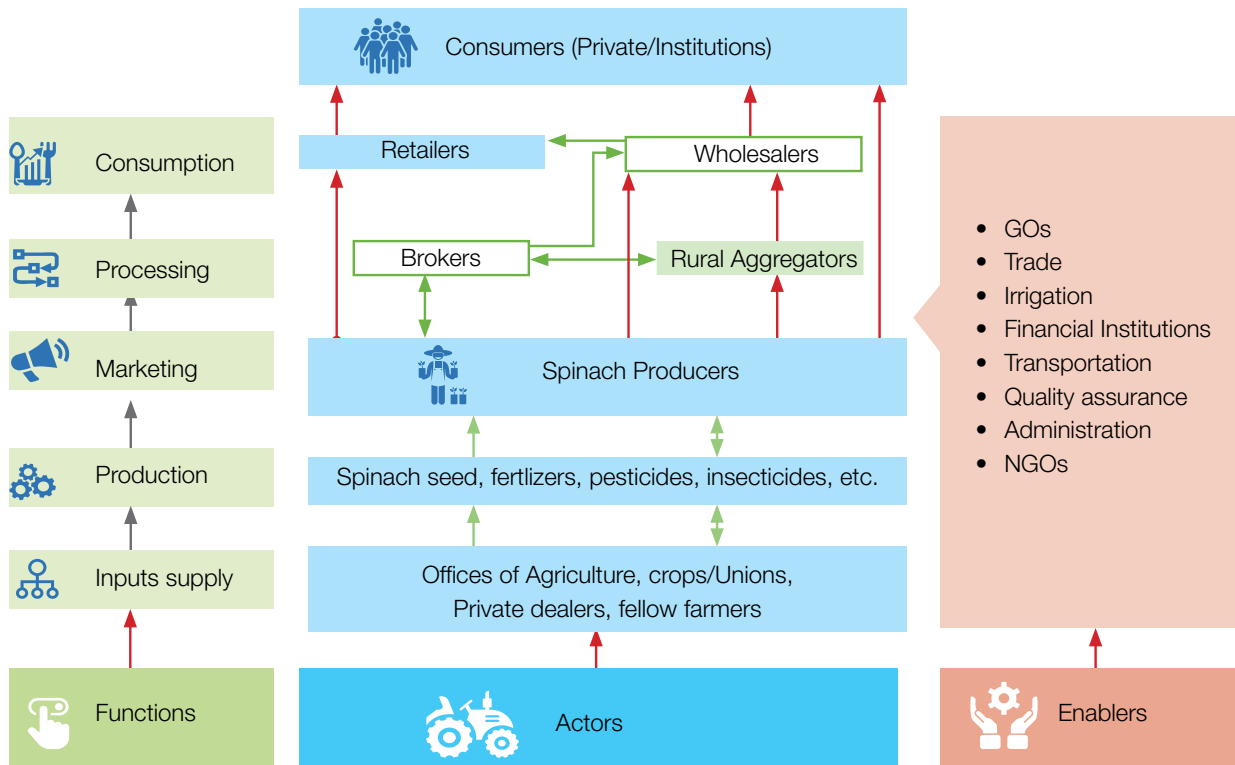 Consumers (Private/Institutions)
Retailers
Wholesalers
Brokers
Rural Aggregators
Spinach Producers
Spinach seed, fertlizers, pesticides, insecticides, etc.
Offices of Agriculture, crops/Unions,
Private dealers, fellow farmers
Actors
Consumption
Processing
Marketing
Production
Inputs supply
Functions
• GOs
• Trade
• Irrigation
• Financial Institutions
• Transportation
• Quality assurance
• Administration
• NGOs
Enablers